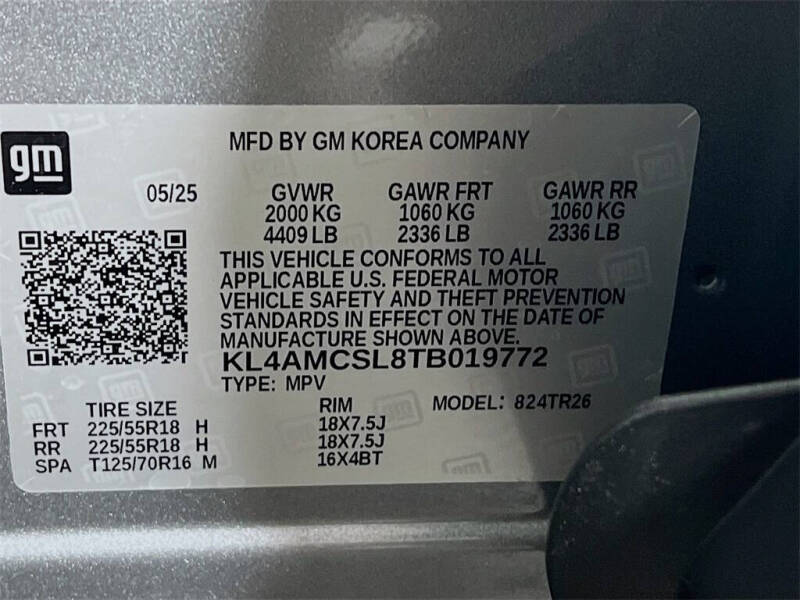 MFD BY GM KOREA COMPANY
gm
05/25 GVWR GAWR FRT GAWR RR
2000 KG 1060 KG 1060 KG
4409 LB 2336 LB 2336 LB
THIS VEHICLE CONFORMS TO ALL
APPLICABLE U.S. FEDERAL MOTOR
VEHICLE SAFETY AND THEFT PREVENTION
STANDARDS IN EFFECT ON THE DATE OF
MANUFACTURE SHOWN ABOVE.
KL4AMCSL8TB019772
TYPE: MPV
TIRE SIZE RIM MODEL: 824TR26
FRT 225/55R18 H 18X7.5J
RR 225/55R18 H 18X7.5J
SPA T125/70R16 M 16X4BT